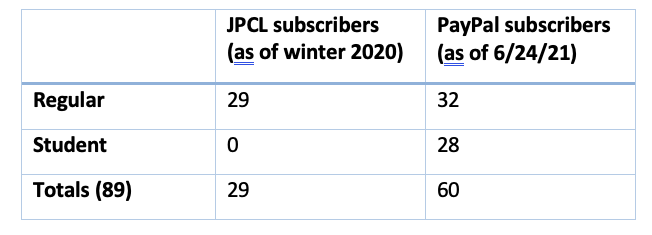 JPCL subscribers PayPal subscribers
(as of winter 2020) (as of 6/24/21)
Regular 29 32
Student 0 28
Totals (89) 29 60